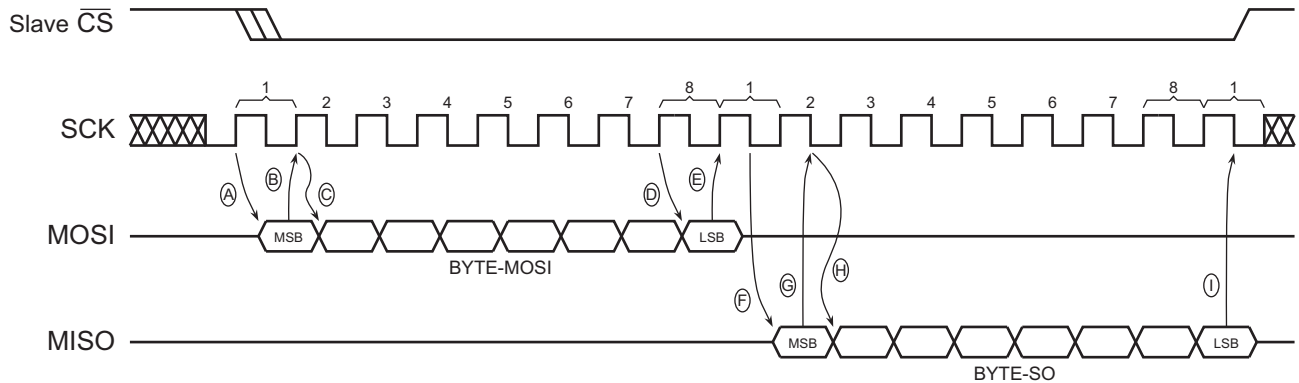 Slave CS
1 2 3 4 5 6 7 8 1 2 3 4 5 6 7 8 1
SCK
A B C D E
MOSI MSB LSB
BYTE-MOSI
F G H I
MISO MSB LSB
BYTE-SO